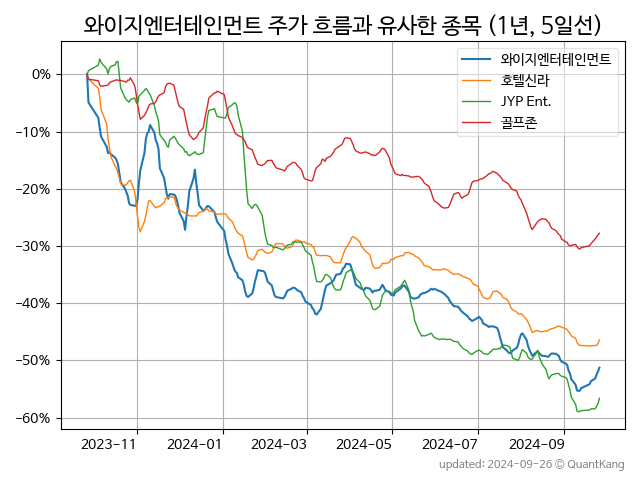 와이지엔터테인먼트 주가 흐름과 유사한 종목 (1년, 5일선)
와이지엔터테인먼트
호텔신라
JYP Ent.
골프존
0%
−10%
−20%
−30%
−40%
−50%
−60%
2023−11
2024−01
2024−03
2024−05
2024−07
2024−09
updated: 2024-09-26 © QuantKang